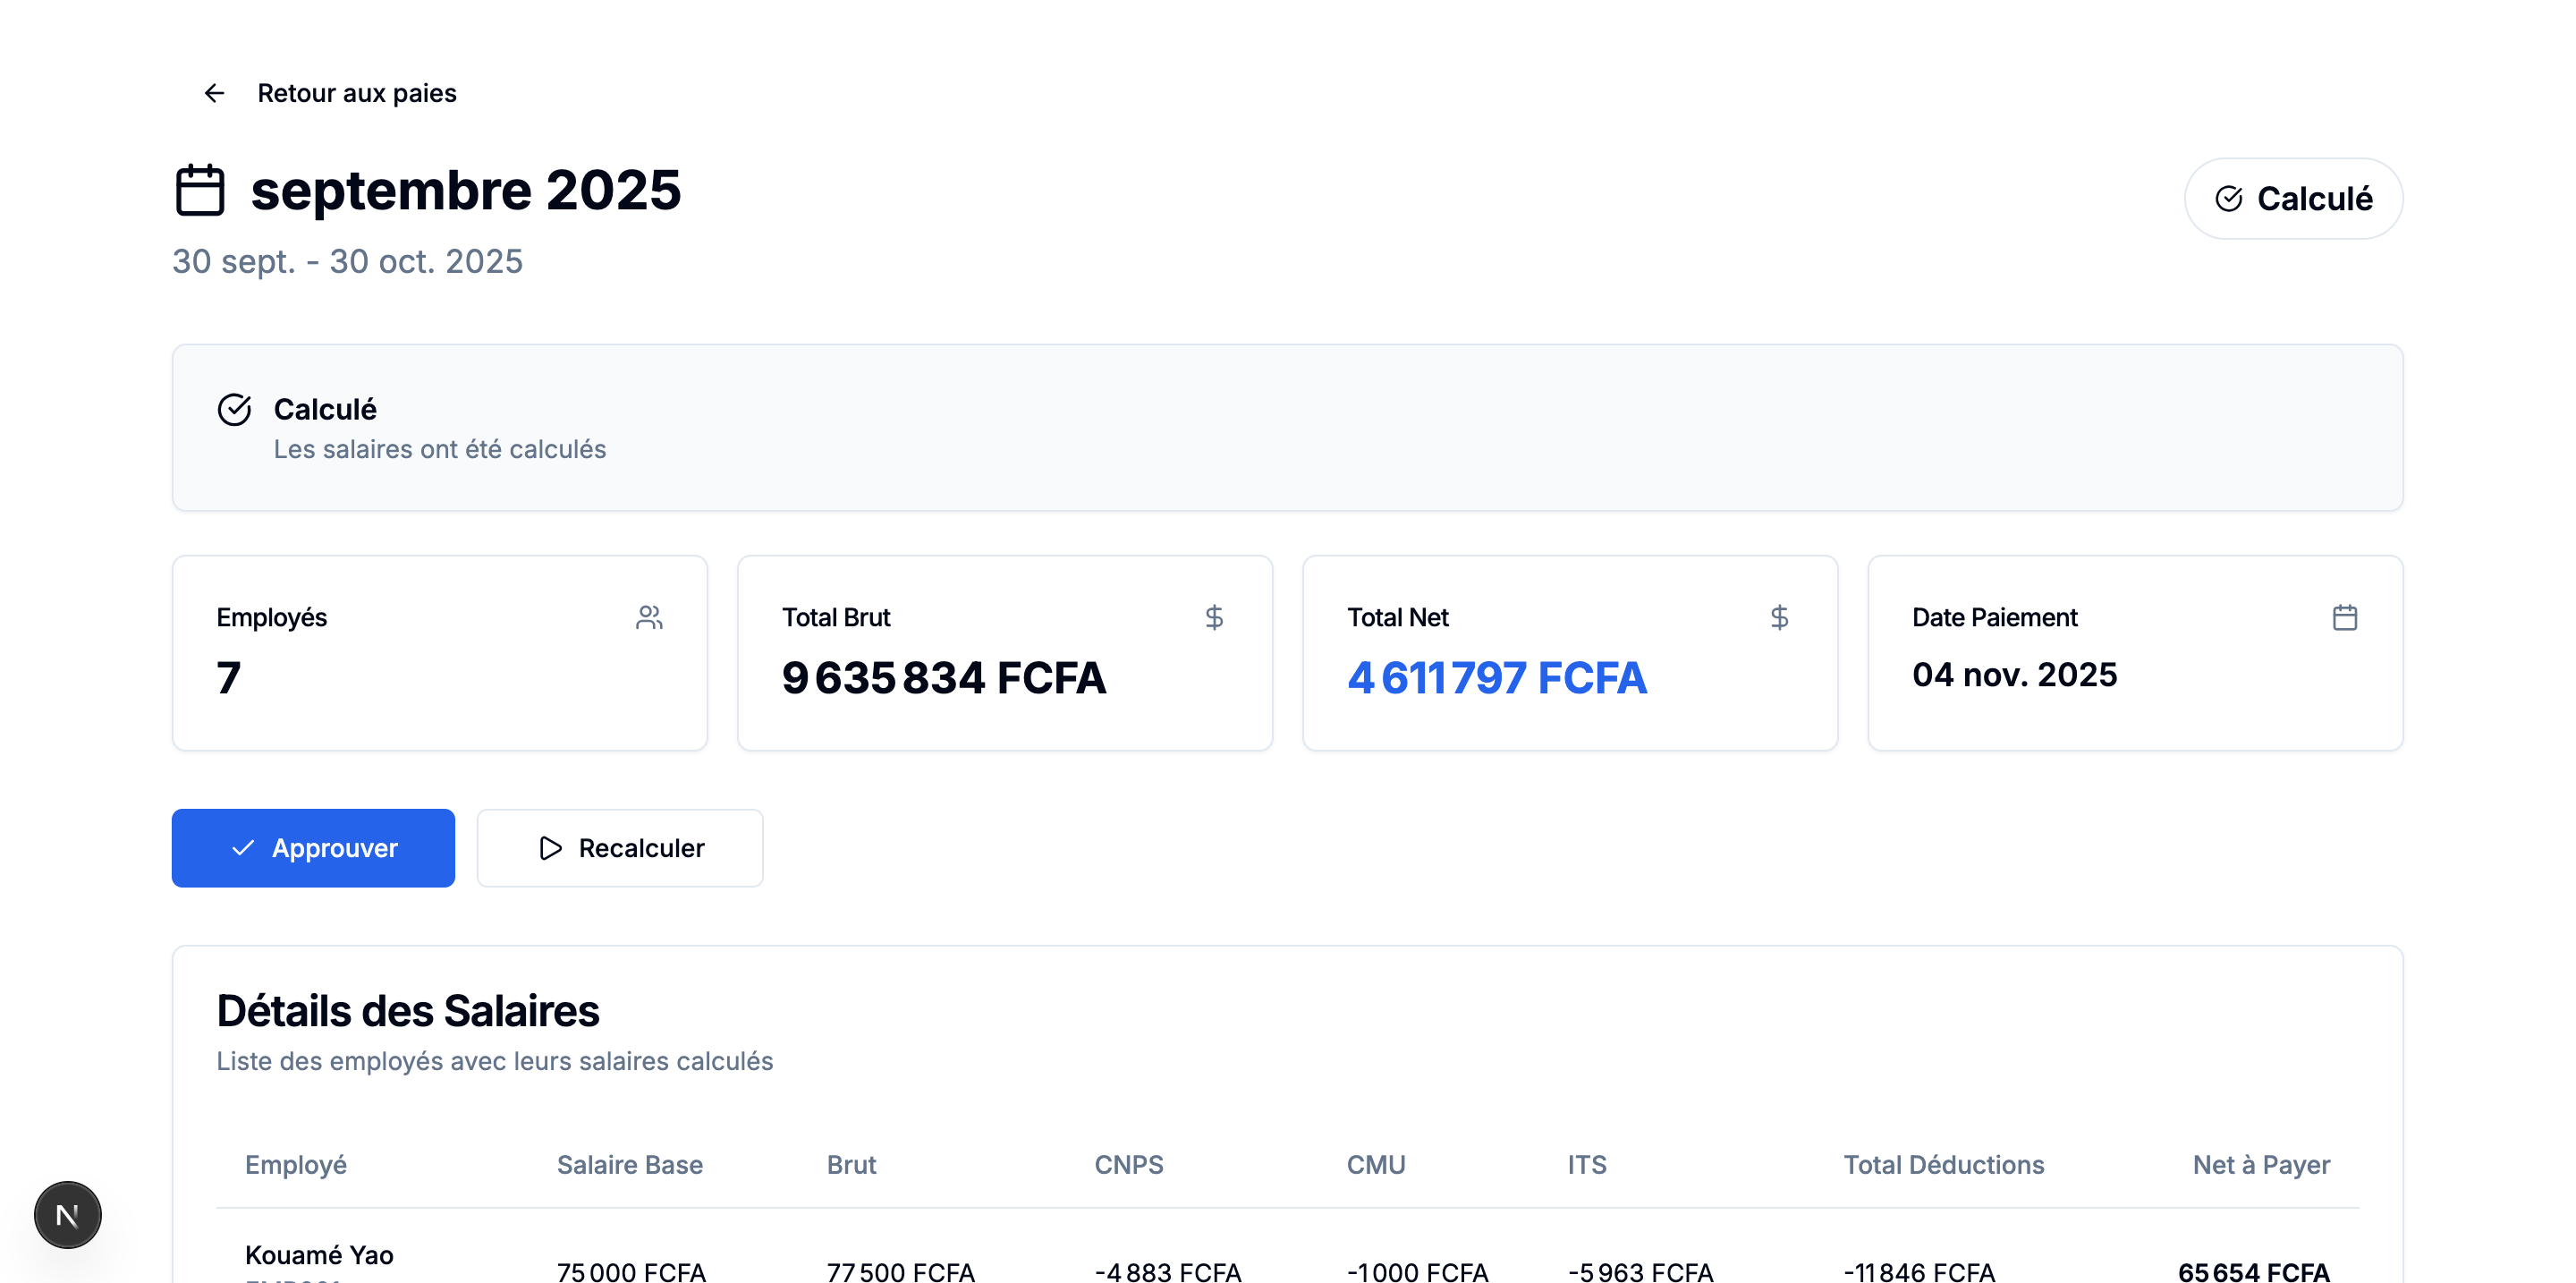 Retour aux paies
septembre 2025
Calculé
30 sept. - 30 oct. 2025
Calculé
Les salaires ont été calculés
Employés
7
Total Brut
9 635 834 FCFA
Total Net
4 611 797 FCFA
Date Paiement
04 nov. 2025
Approuver
Recalculer
Détails des Salaires
Liste des employés avec leurs salaires calculés
Employé Salaire Base Brut CNPS CMU ITS Total Déductions Net à Payer
Kouamé Yao
75 000 FCFA 77 500 FCFA -4 883 FCFA -1 000 FCFA -5 963 FCFA -11 846 FCFA 65 654 FCFA
N